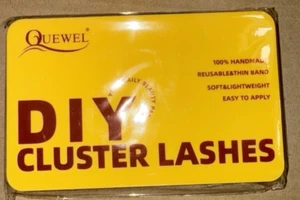 QUEWEL
100% HANDMADE
REUSABLE&THIN BAND
SOFT&LIGHTWEIGHT
EASY TO APPLY
DIY
CLUSTER LASHES